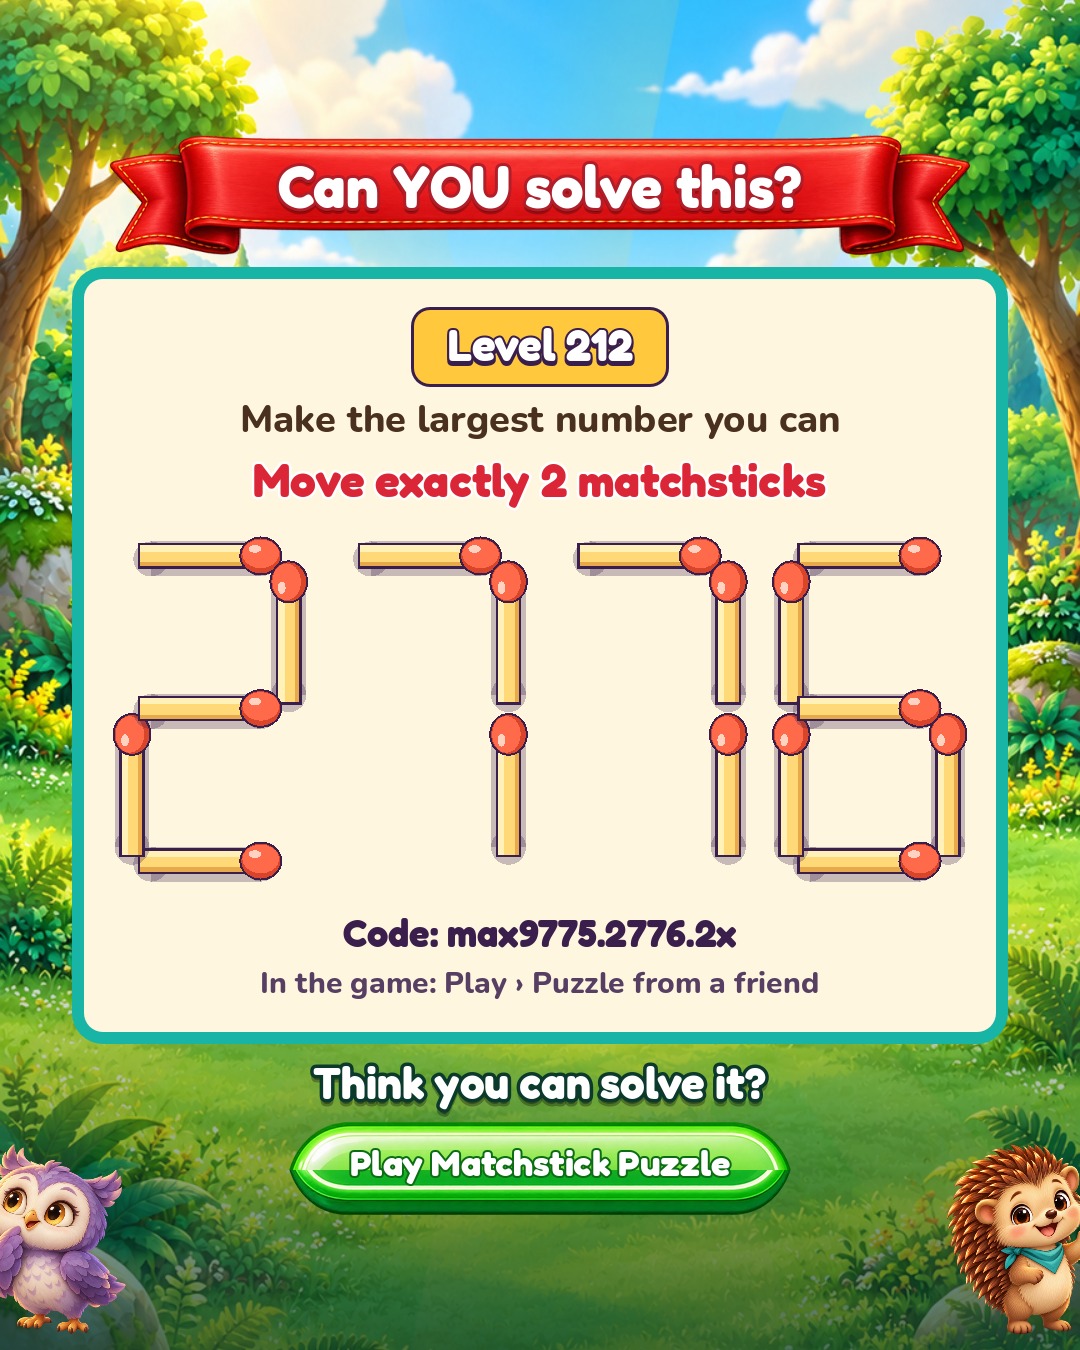 Can YOU solve this?
Level 212
Make the largest number you can
Move exactly 2 matchsticks
2776
Code: max9775.2776.2x
In the game: Play › Puzzle from a friend
Think you can solve it?
Play Matchstick Puzzle